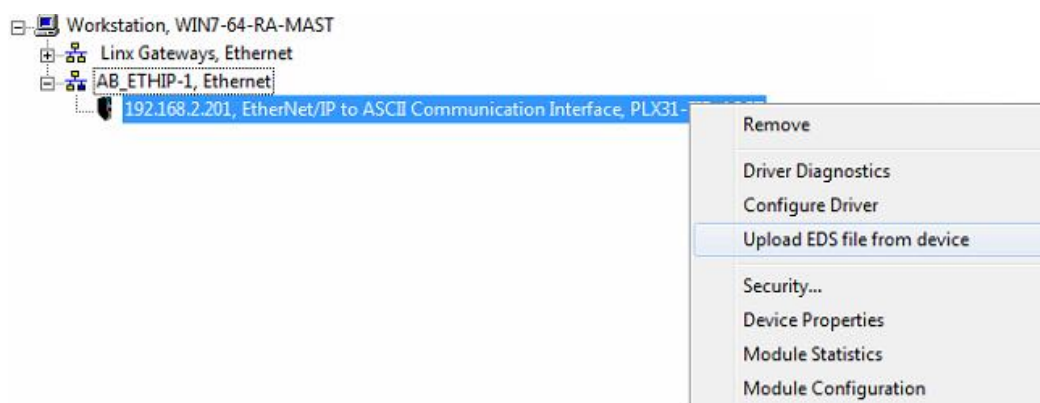 Workstation, WIN7-64-RA-MAST
Linx Gateways, Ethernet
AB_ETHIP-1, Ethernet
192.168.2.201, EtherNet/IP to ASCII Communication Interface, PLX31-
Remove
Driver Diagnostics
Configure Driver
Upload EDS file from device
Security...
Device Properties
Module Statistics
Module Configuration